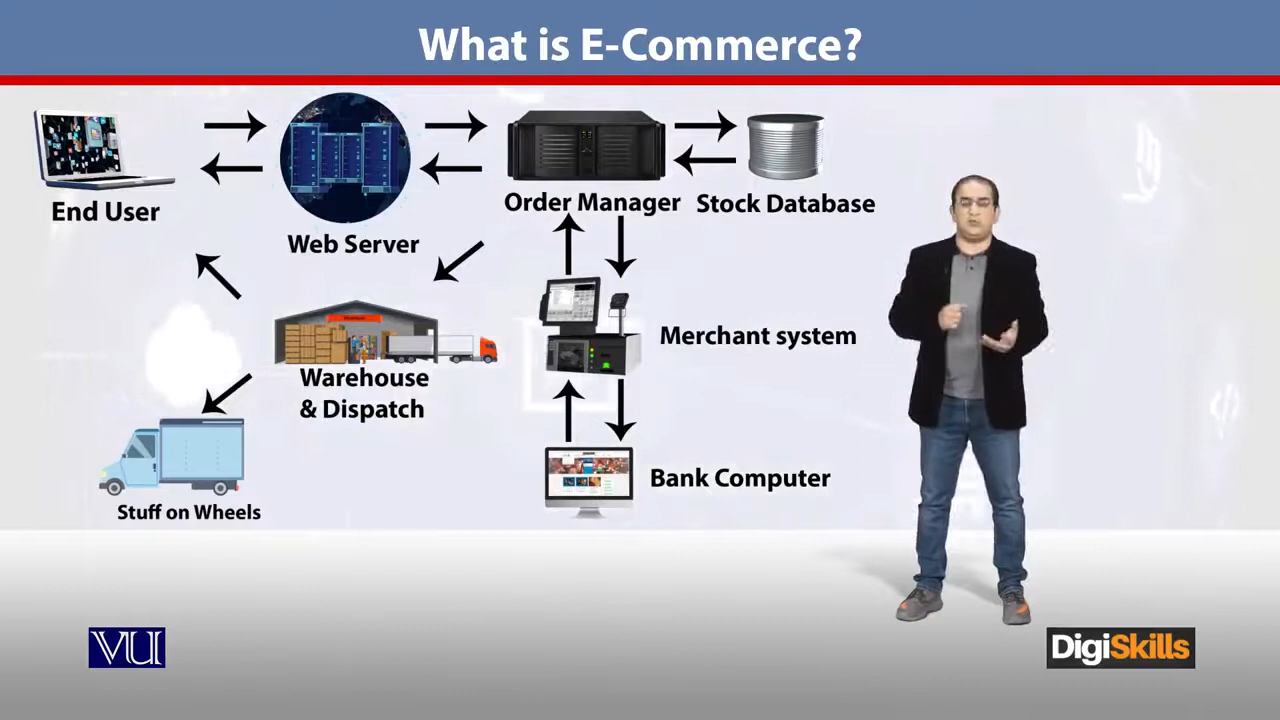 What is E-Commerce?
End User
Web Server
Order Manager
Stock Database
Merchant system
Warehouse
& Dispatch
Bank Computer
Stuff on Wheels
VU
DigiSkills